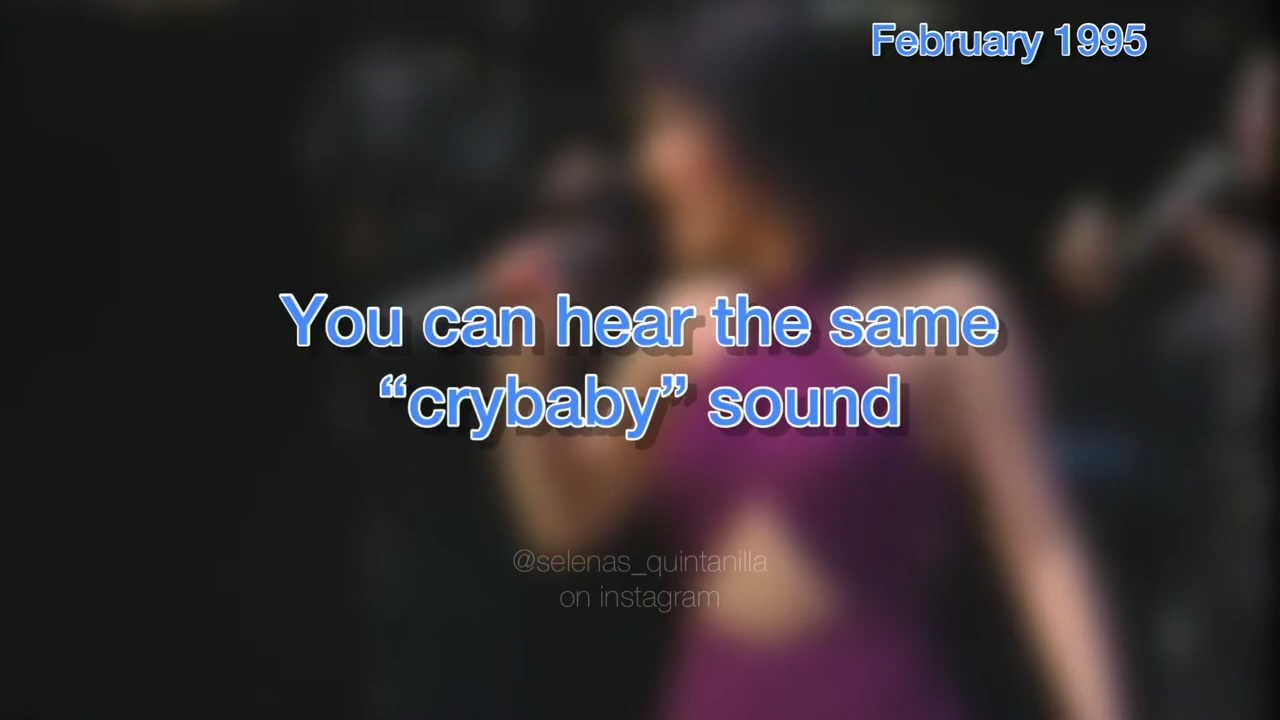 February 1995
You can hear the same
“crybaby” sound
@selenas_quintanilla
on instagram